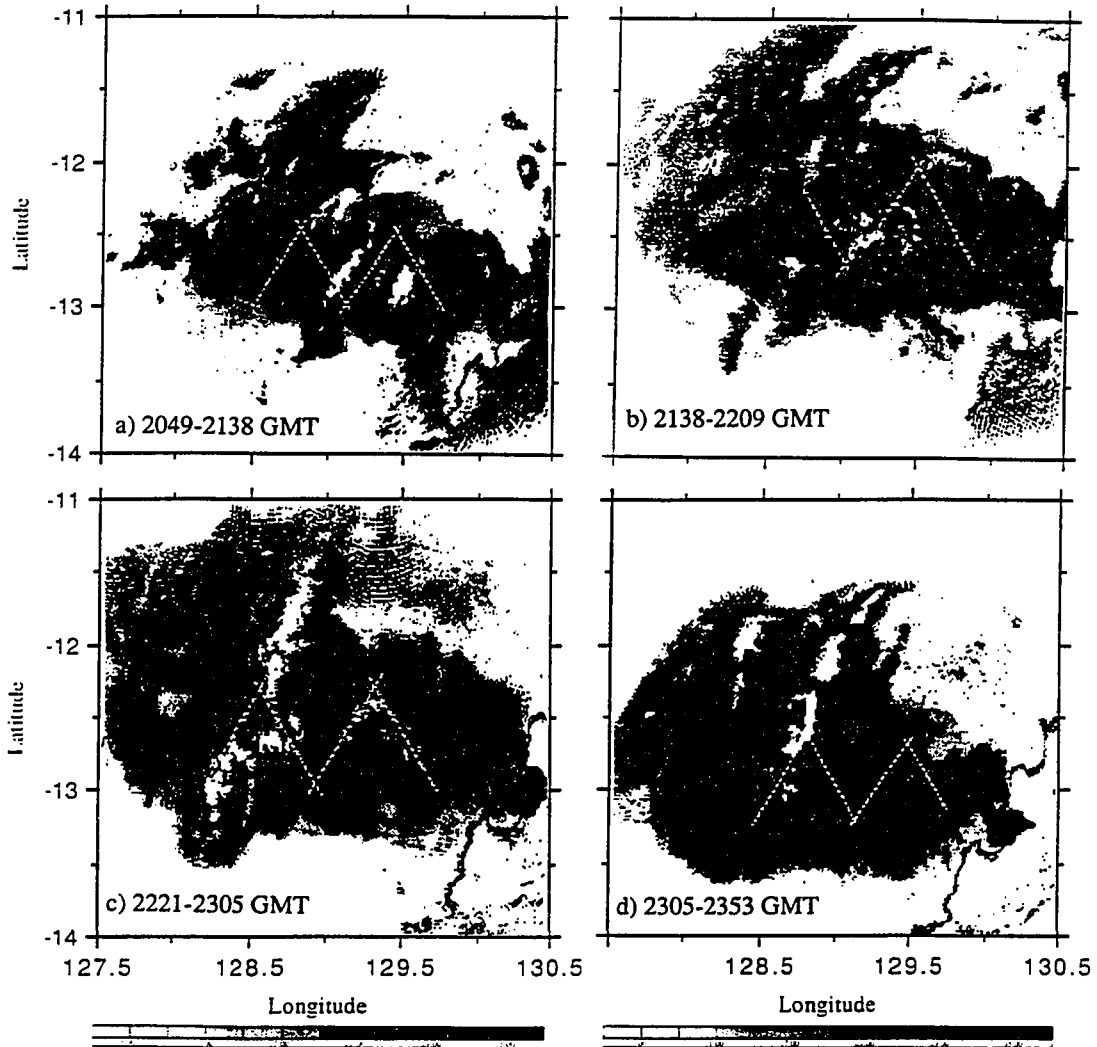 -11
-12
-13
-14
Latitude
a) 2049-2138 GMT
b) 2138-2209 GMT
-11
-12
-13
-14
Latitude
c) 2221-2305 GMT
d) 2305-2353 GMT
127.5 128.5 129.5 130.5
128.5 129.5 130.5
Longitude
Longitude